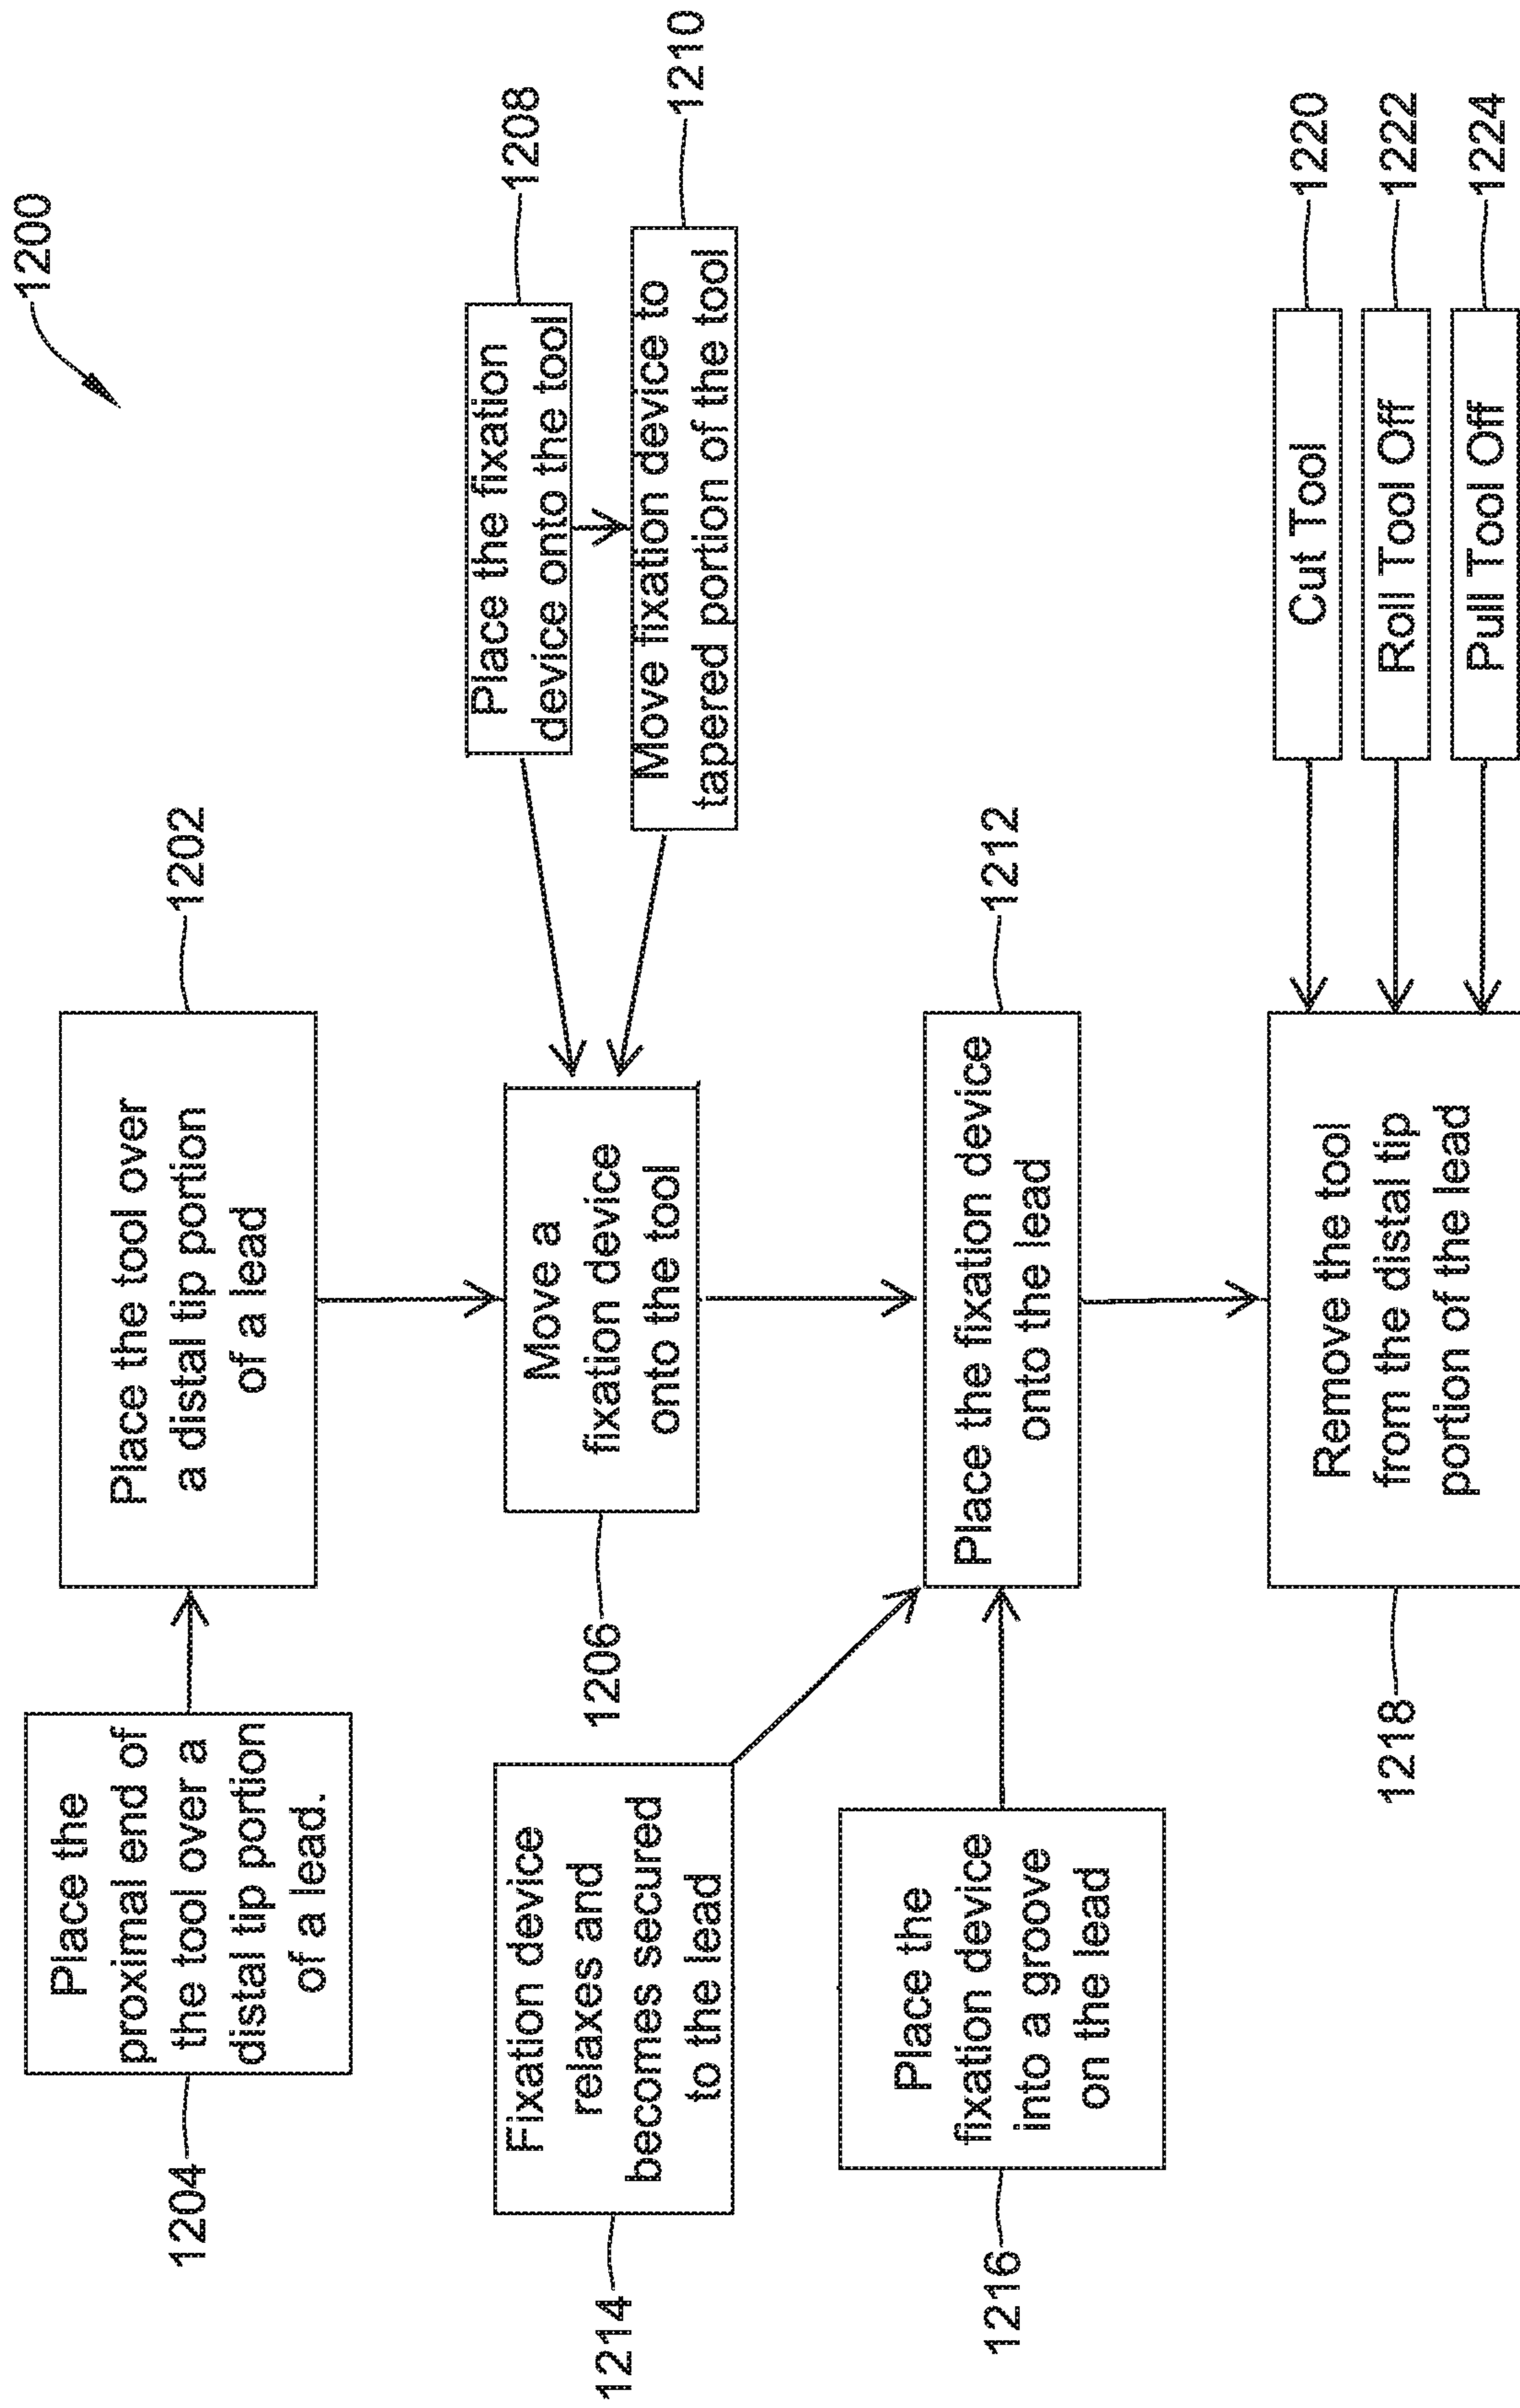 1200
Place the
proximal end of
the tool over a
distal tip portion
of a lead.
1204
Place the tool over
a distal tip portion
of a lead
1202
Move a
fixation device
onto the tool
1206
Place the fixation
device onto the tool
1208
Move fixation device to
tapered portion of the tool
1210
Fixation device
relaxes and
becomes secured
to the lead
1214
Place the fixation device
onto the lead
1212
Place the
fixation device
into a groove
on the lead
1216
Remove the tool
from the distal tip
portion of the lead
1218
Cut Tool
1220
Roll Tool Off
1222
Pull Tool Off
1224